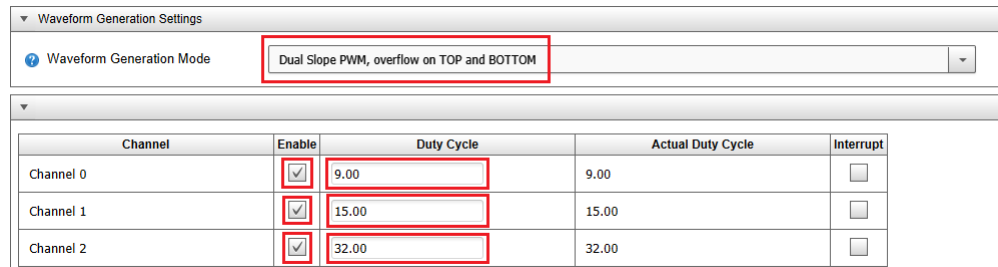 Waveform Generation Settings
Waveform Generation Mode Dual Slope PWM, overflow on TOP and BOTTOM
Channel Enable Duty Cycle Actual Duty Cycle Interrupt
Channel 0 9.00 9.00
Channel 1 15.00 15.00
Channel 2 32.00 32.00